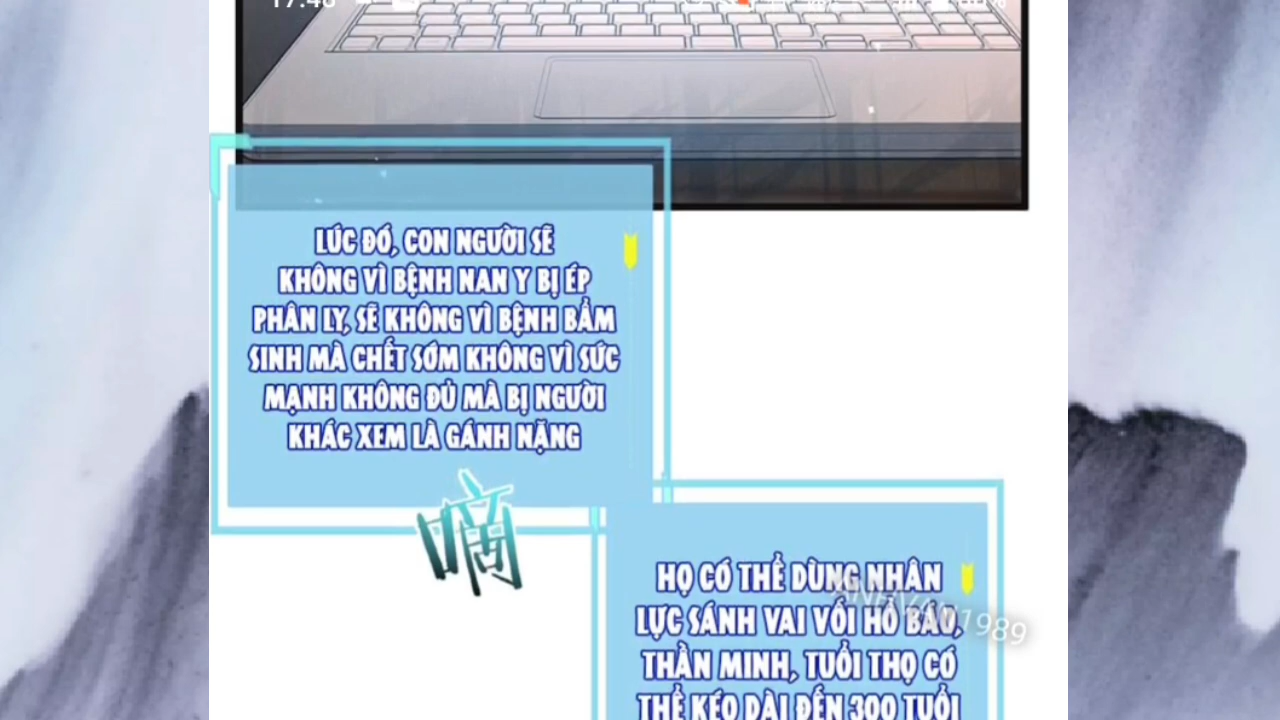 LÚC ĐÓ, CON NGƯỜI SẼ
KHÔNG VÌ BỆNH NAN Y BỊ ÉP
PHÂN LY, SẼ KHÔNG VÌ BỆNH BẨM
SINH MÀ CHẾT SỚM KHÔNG VÌ SỨC
MẠNH KHÔNG ĐỦ MÀ BỊ NGƯỜI
KHÁC XEM LÀ GÁNH NẶNG
嘀
HỌ CÓ THỂ DÙNG NHÂN
LỰC SÁNH VAI VỚI HỔ BÁO,
THẦN MINH, TUỔI THỌ CÓ
THỂ KÉO DÀI ĐẾN 300 TUỔI